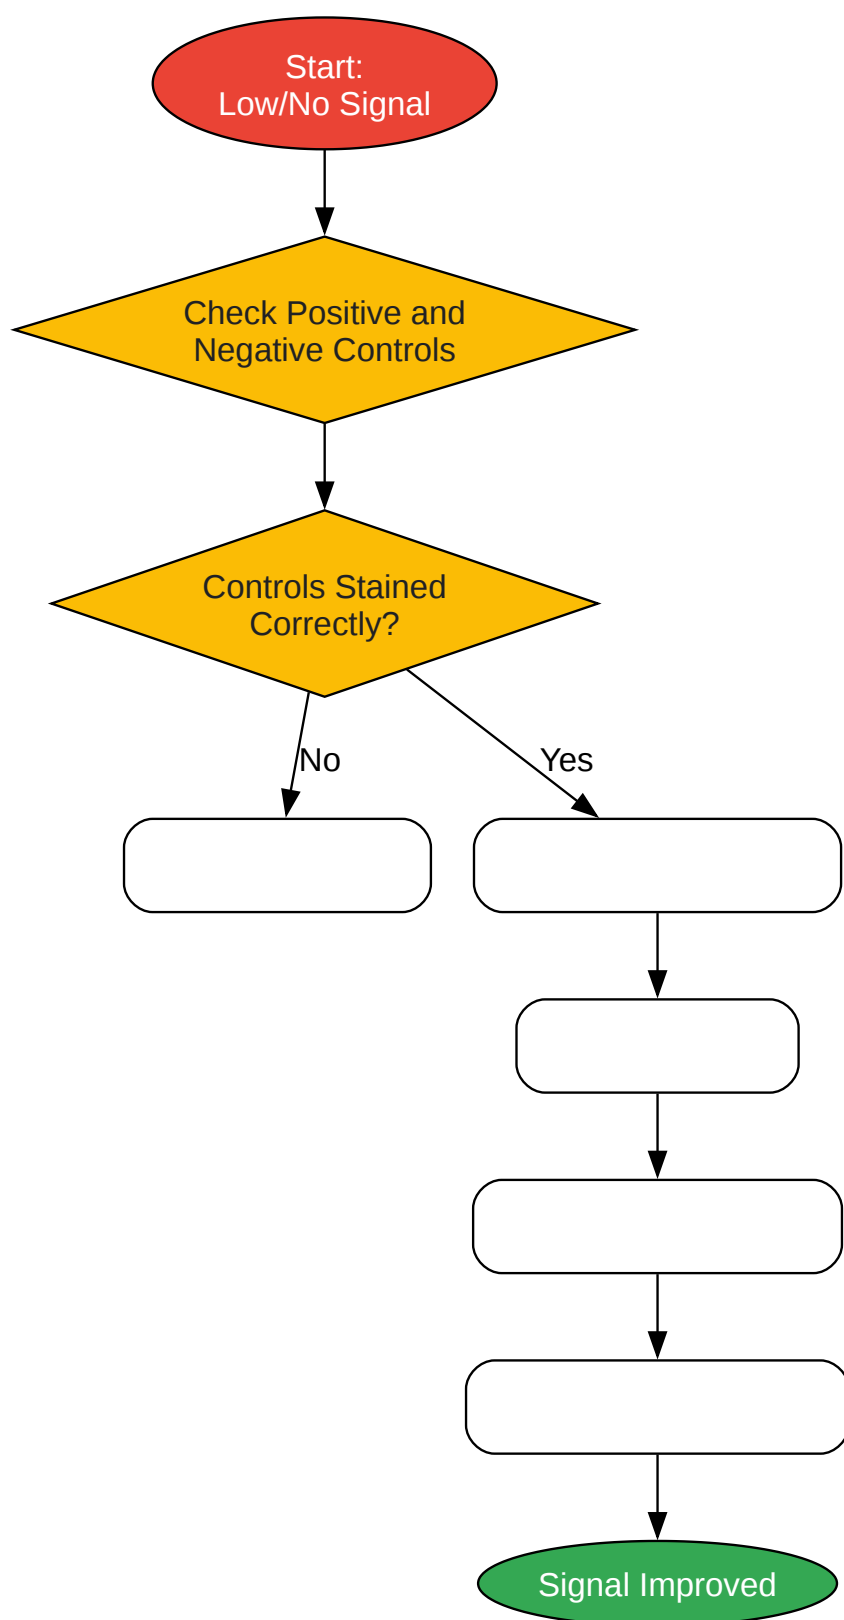 Start:
Low/No Signal
Check Positive and
Negative Controls
Controls Stained
Correctly?
No
Yes
Signal Improved